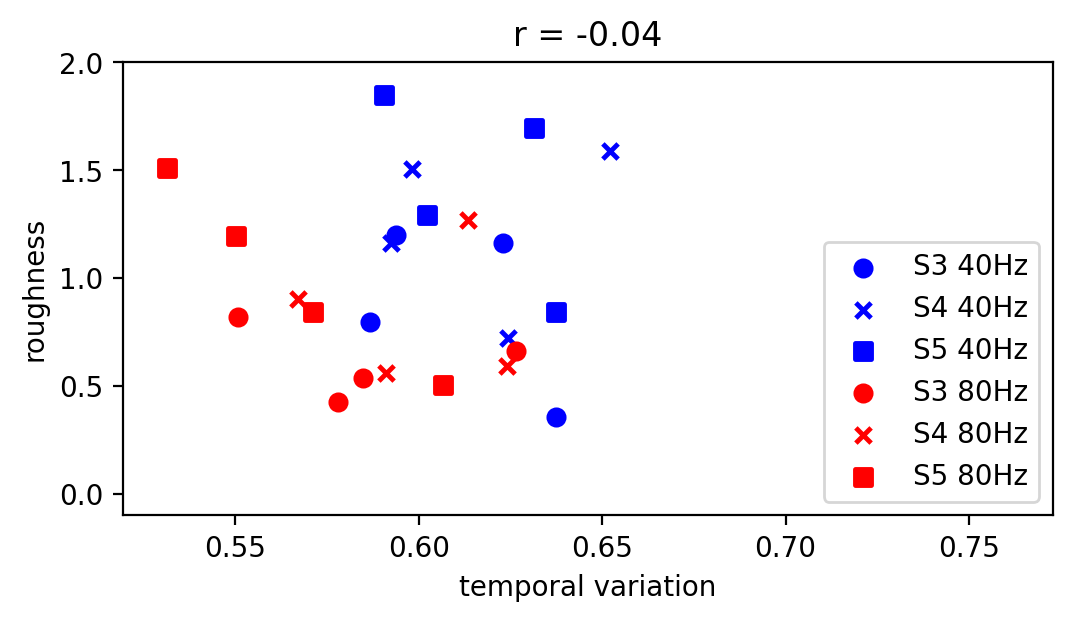 r = -0.04
roughness
2.0
1.5
1.0
0.5
0.0
S3 40Hz
S4 40Hz
S5 40Hz
S3 80Hz
S4 80Hz
S5 80Hz
0.55 0.60 0.65 0.70 0.75
temporal variation